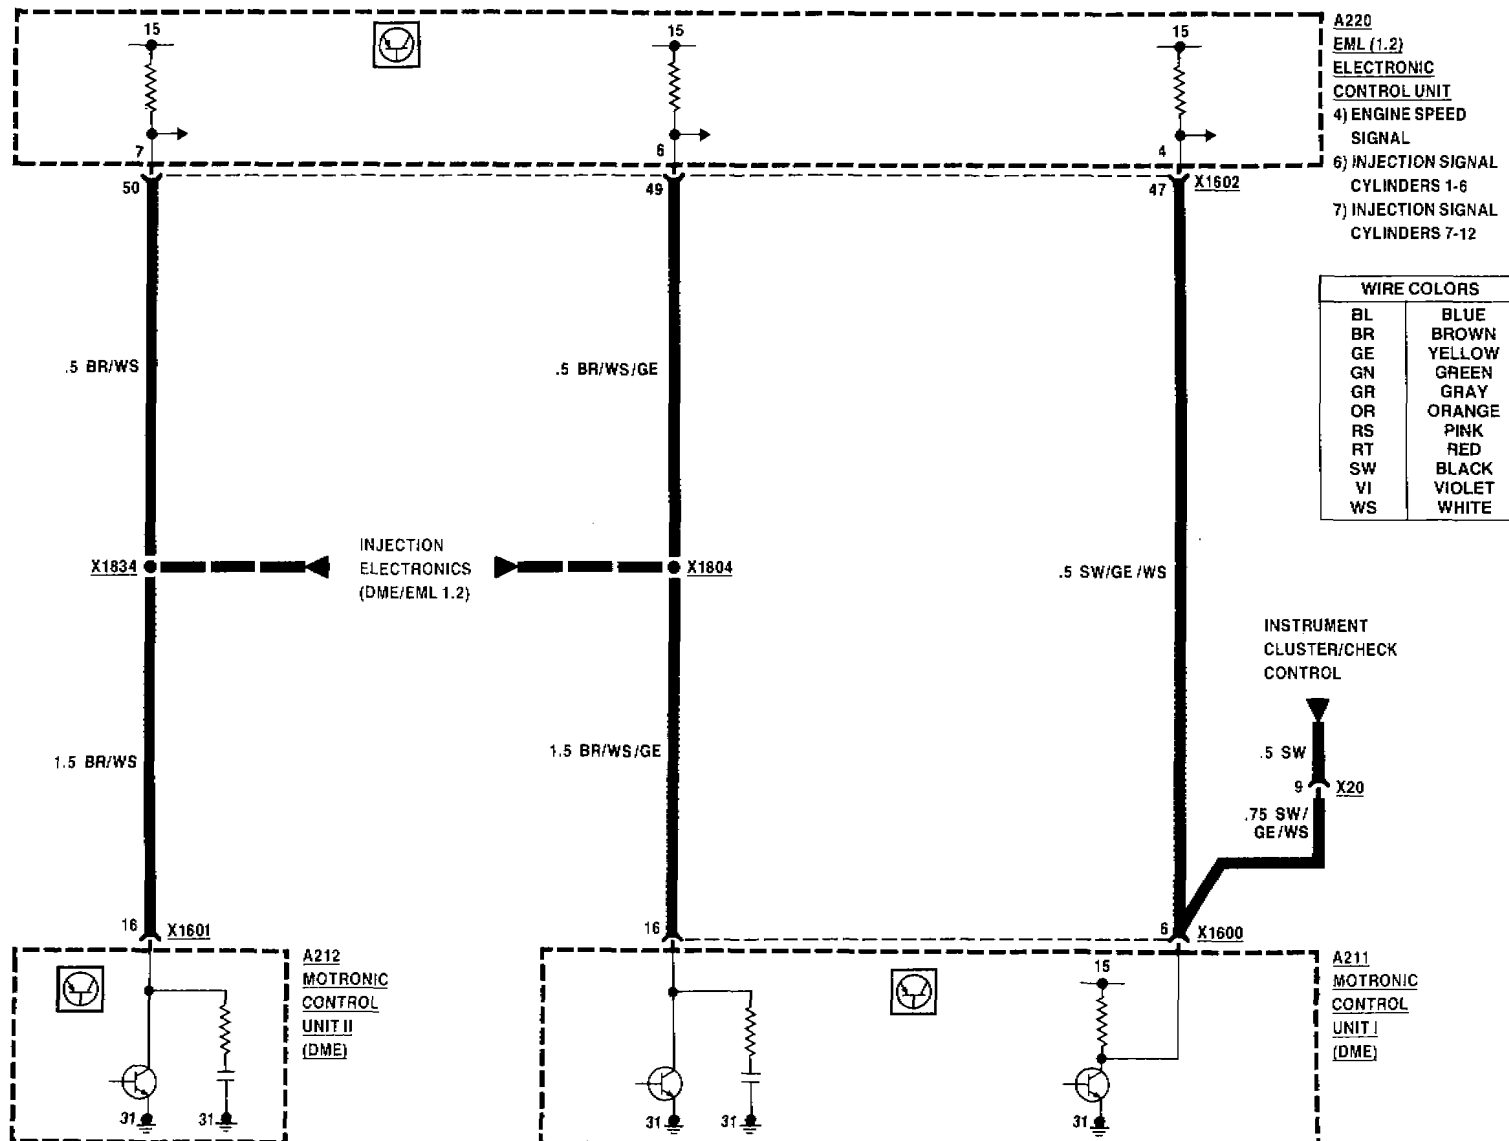 15
15
15
A220
EML (1.2)
ELECTRONIC
CONTROL UNIT
4) ENGINE SPEED
SIGNAL
6) INJECTION SIGNAL
CYLINDERS 1-6
7) INJECTION SIGNAL
CYLINDERS 7-12
7
6
4
50
49
47
X1602
WIRE COLORS
BL BLUE
BR BROWN
GE YELLOW
GN GREEN
GR GRAY
OR ORANGE
RS PINK
RT RED
SW BLACK
VI VIOLET
WS WHITE
.5 BR/WS
.5 BR/WS/GE
X1834
INJECTION
ELECTRONICS
(DME/EML 1.2)
X1804
.5 SW/GE/WS
INSTRUMENT
CLUSTER/CHECK
CONTROL
.5 SW
9 X20
.75 SW/
GE/WS
1.5 BR/WS
1.5 BR/WS/GE
16 X1601
16
6 X1600
A212
MOTRONIC
CONTROL
UNIT II
(DME)
15
A211
MOTRONIC
CONTROL
UNIT I
(DME)
31
31
31
31
31